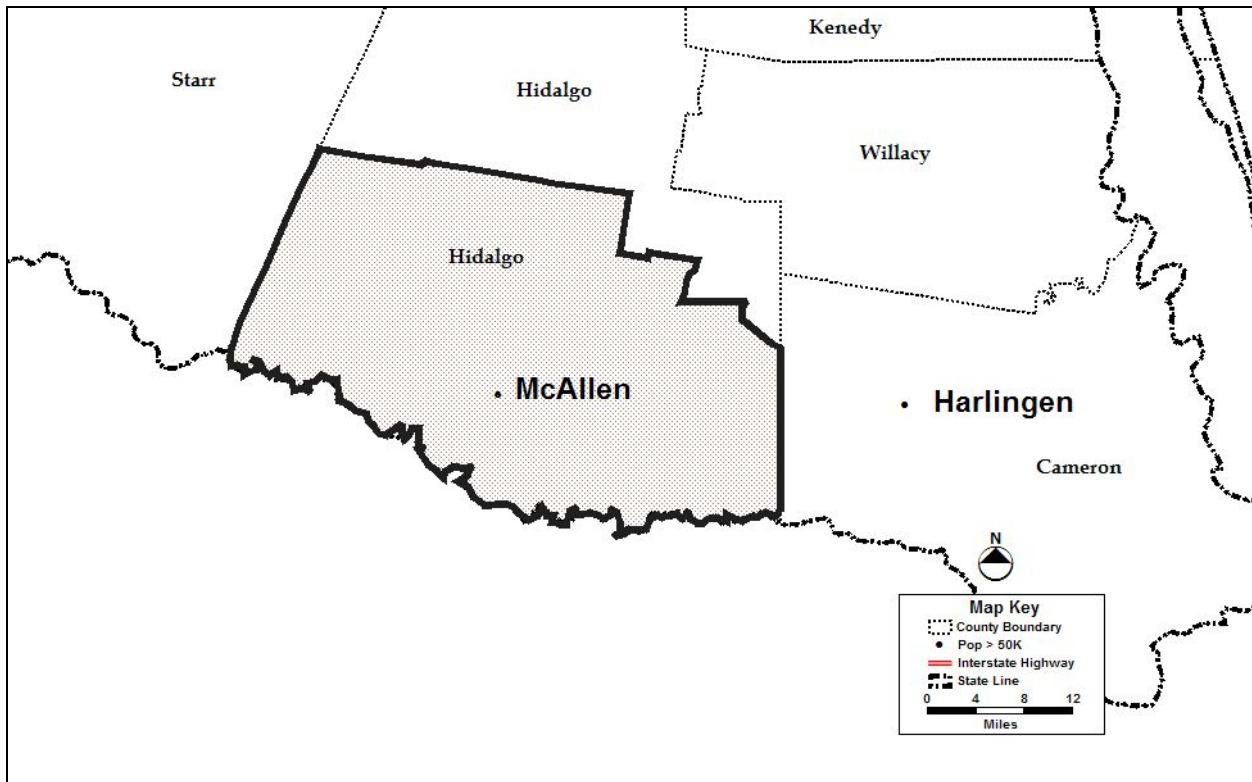 Kenedy
Starr
Hidalgo
Willacy
Hidalgo
McAllen
Harlingen
Cameron
N
Map Key
County Boundary
Pop > 50K
Interstate Highway
State Line
0 4 8 12
Miles